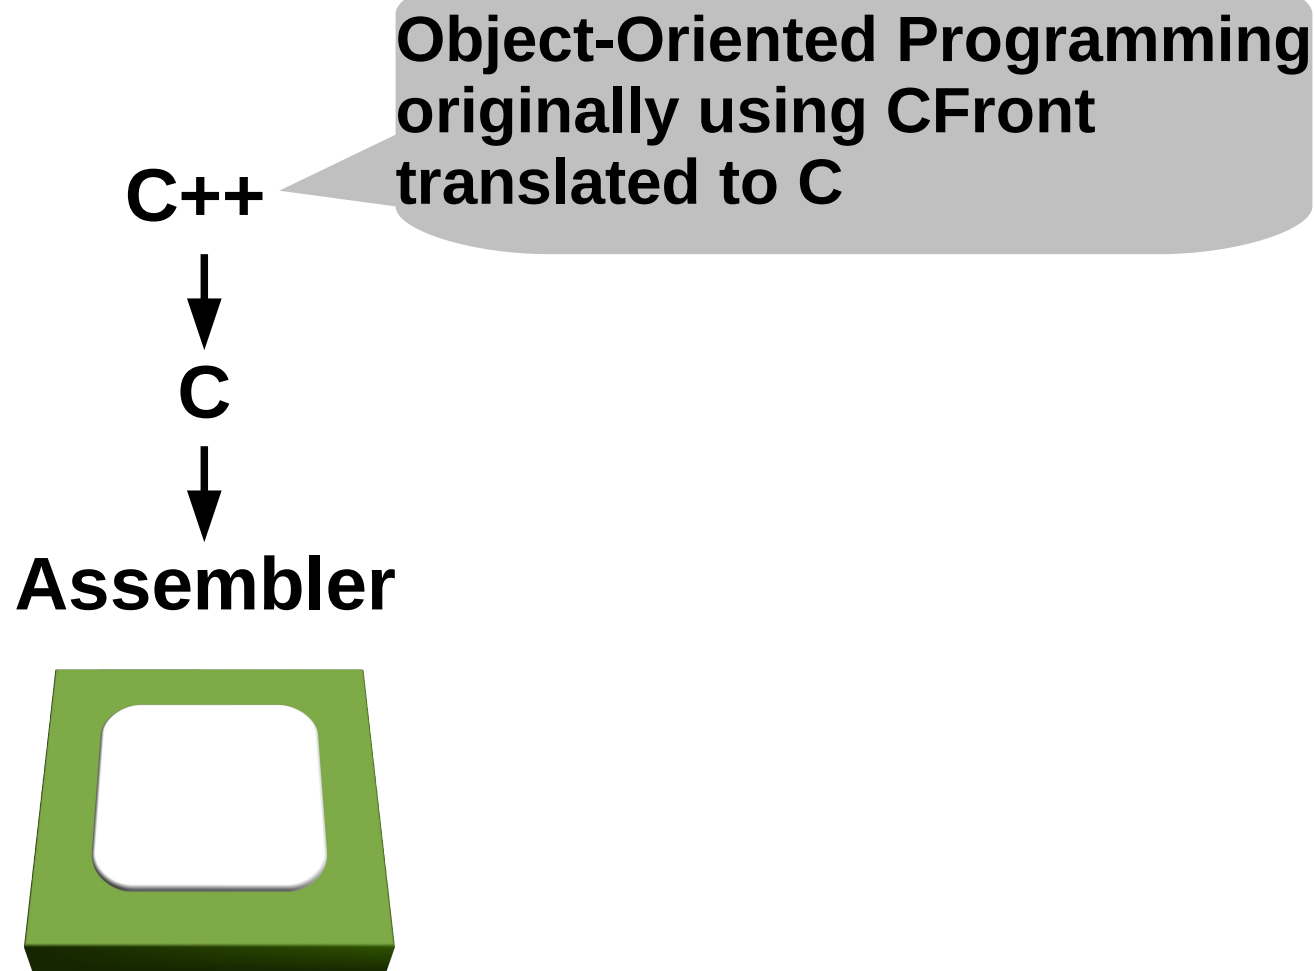 Object-Oriented Programming
originally using CFront
translated to C
C++
C
Assembler